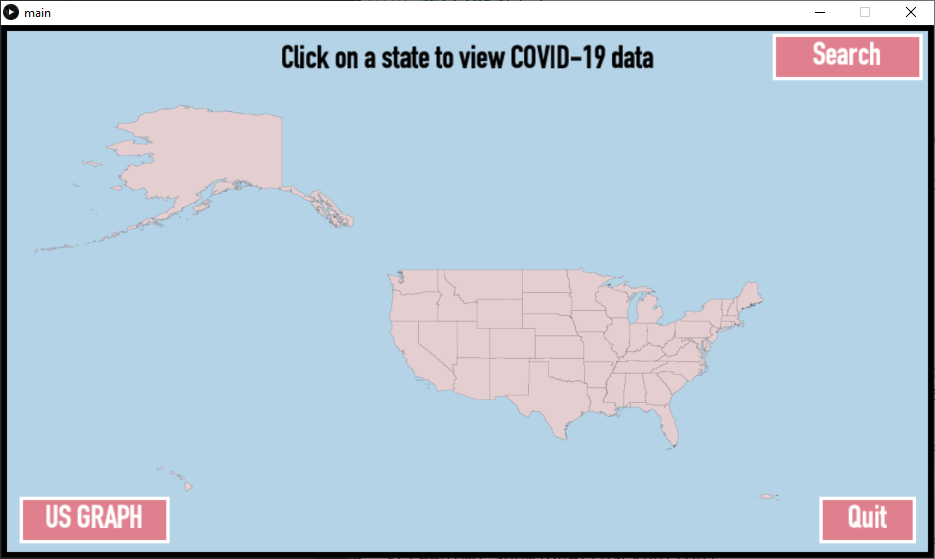 main
Click on a state to view COVID-19 data
Search
US GRAPH
Quit